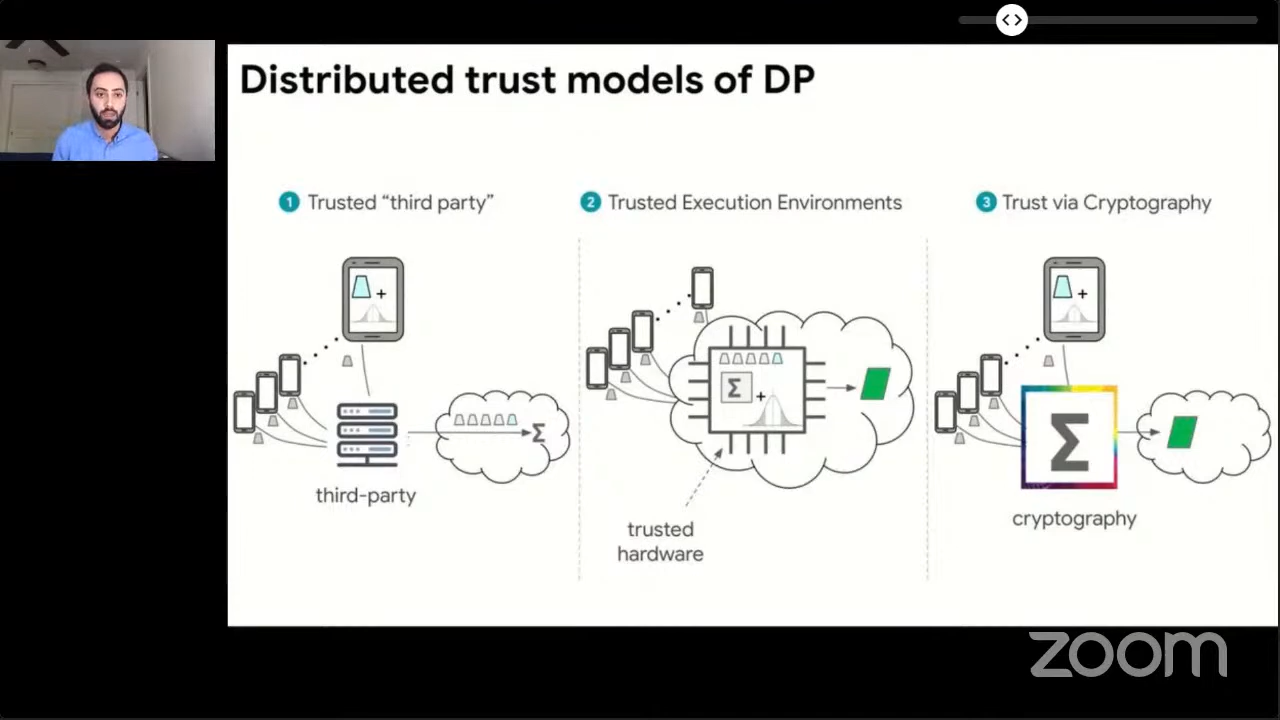 Distributed trust models of DP
1 Trusted “third party”
2 Trusted Execution Environments
3 Trust via Cryptography
+
Σ
third-party
Σ
+
trusted
hardware
+
Σ
cryptography
zoom